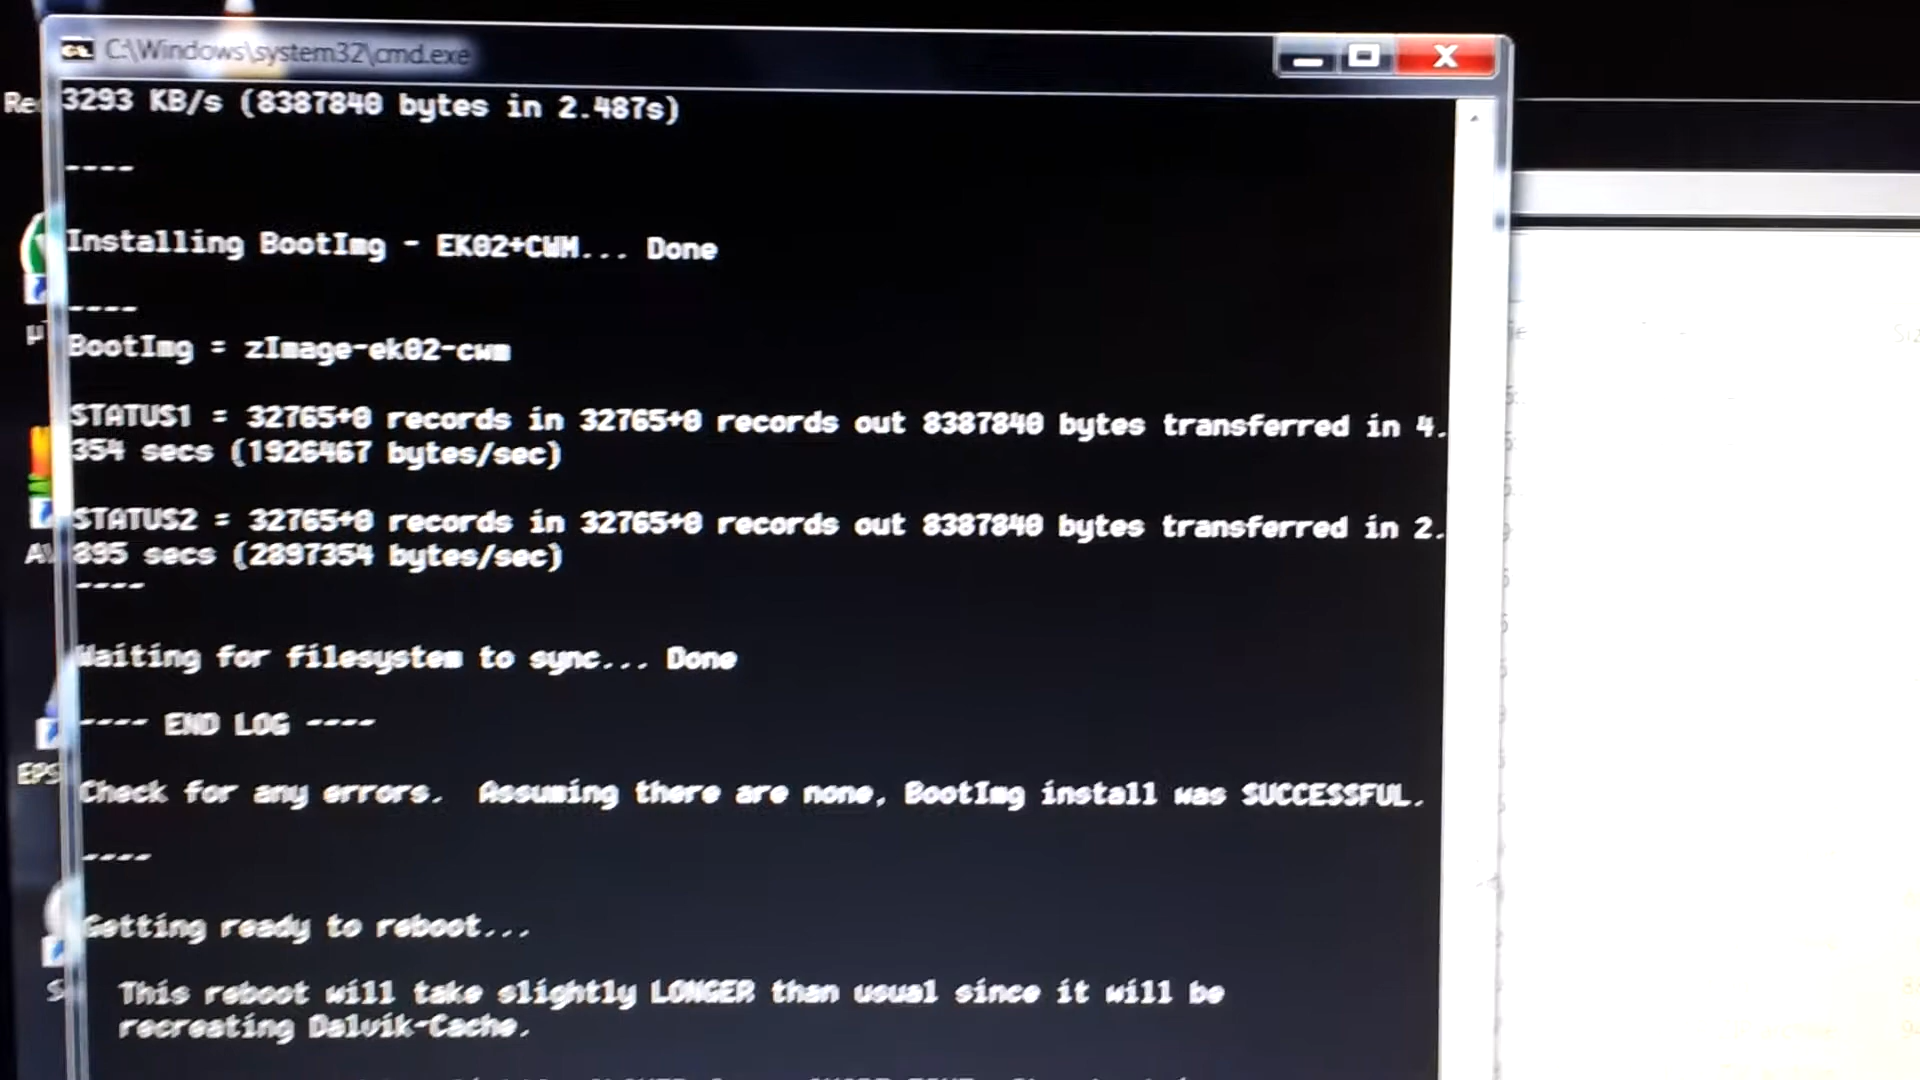 C:\Windows\system32\cmd.exe
3293 KB/s (8387840 bytes in 2.487s)
----
Installing BootImg - EK02+CWM... Done
----
BootImg = zImage-ek02-cwm
STATUS1 = 32765+0 records in 32765+0 records out 8387840 bytes transferred in 4.
354 secs (1926467 bytes/sec)
STATUS2 = 32765+0 records in 32765+0 records out 8387840 bytes transferred in 2.
895 secs (2897354 bytes/sec)
----
Waiting for filesystem to sync... Done
---- END LOG ----
EPS
Check for any errors.  Assuming there are none, BootImg install was SUCCESSFUL.
----
Getting ready to reboot...
This reboot will take slightly LONGER than usual since it will be
recreating Dalvik-Cache.